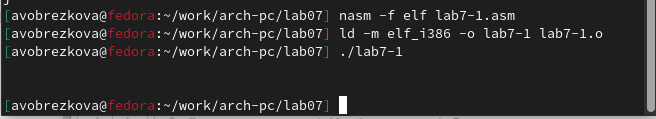 [avobrezkova@fedora:~/work/arch-pc/lab07] nasm -f elf lab7-1.asm
[avobrezkova@fedora:~/work/arch-pc/lab07] ld -m elf_i386 -o lab7-1 lab7-1.o
[avobrezkova@fedora:~/work/arch-pc/lab07] ./lab7-1
[avobrezkova@fedora:~/work/arch-pc/lab07]